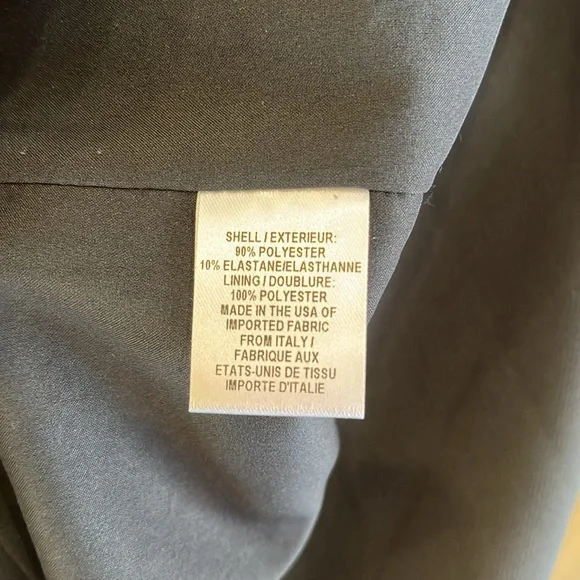 SHELL / EXTERIEUR:
90% POLYESTER
10% ELASTANE/ELASTHANNE
LINING / DOUBLURE:
100% POLYESTER
MADE IN THE USA OF
IMPORTED FABRIC
FROM ITALY /
FABRIQUE AUX
ETATS-UNIS DE TISSU
IMPORTE D'ITALIE